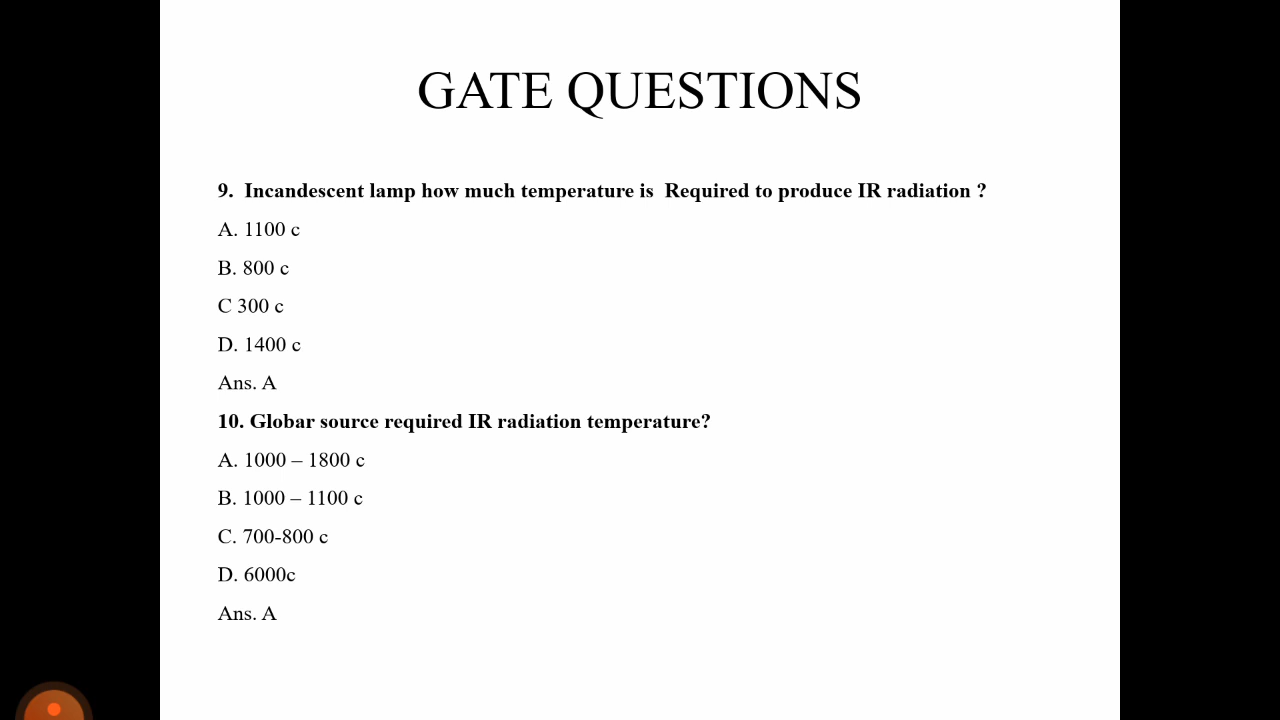 GATE QUESTIONS
9. Incandescent lamp how much temperature is Required to produce IR radiation ?
A. 1100 c
B. 800 c
C 300 c
D. 1400 c
Ans. A
10. Globar source required IR radiation temperature?
A. 1000 – 1800 c
B. 1000 – 1100 c
C. 700-800 c
D. 6000c
Ans. A